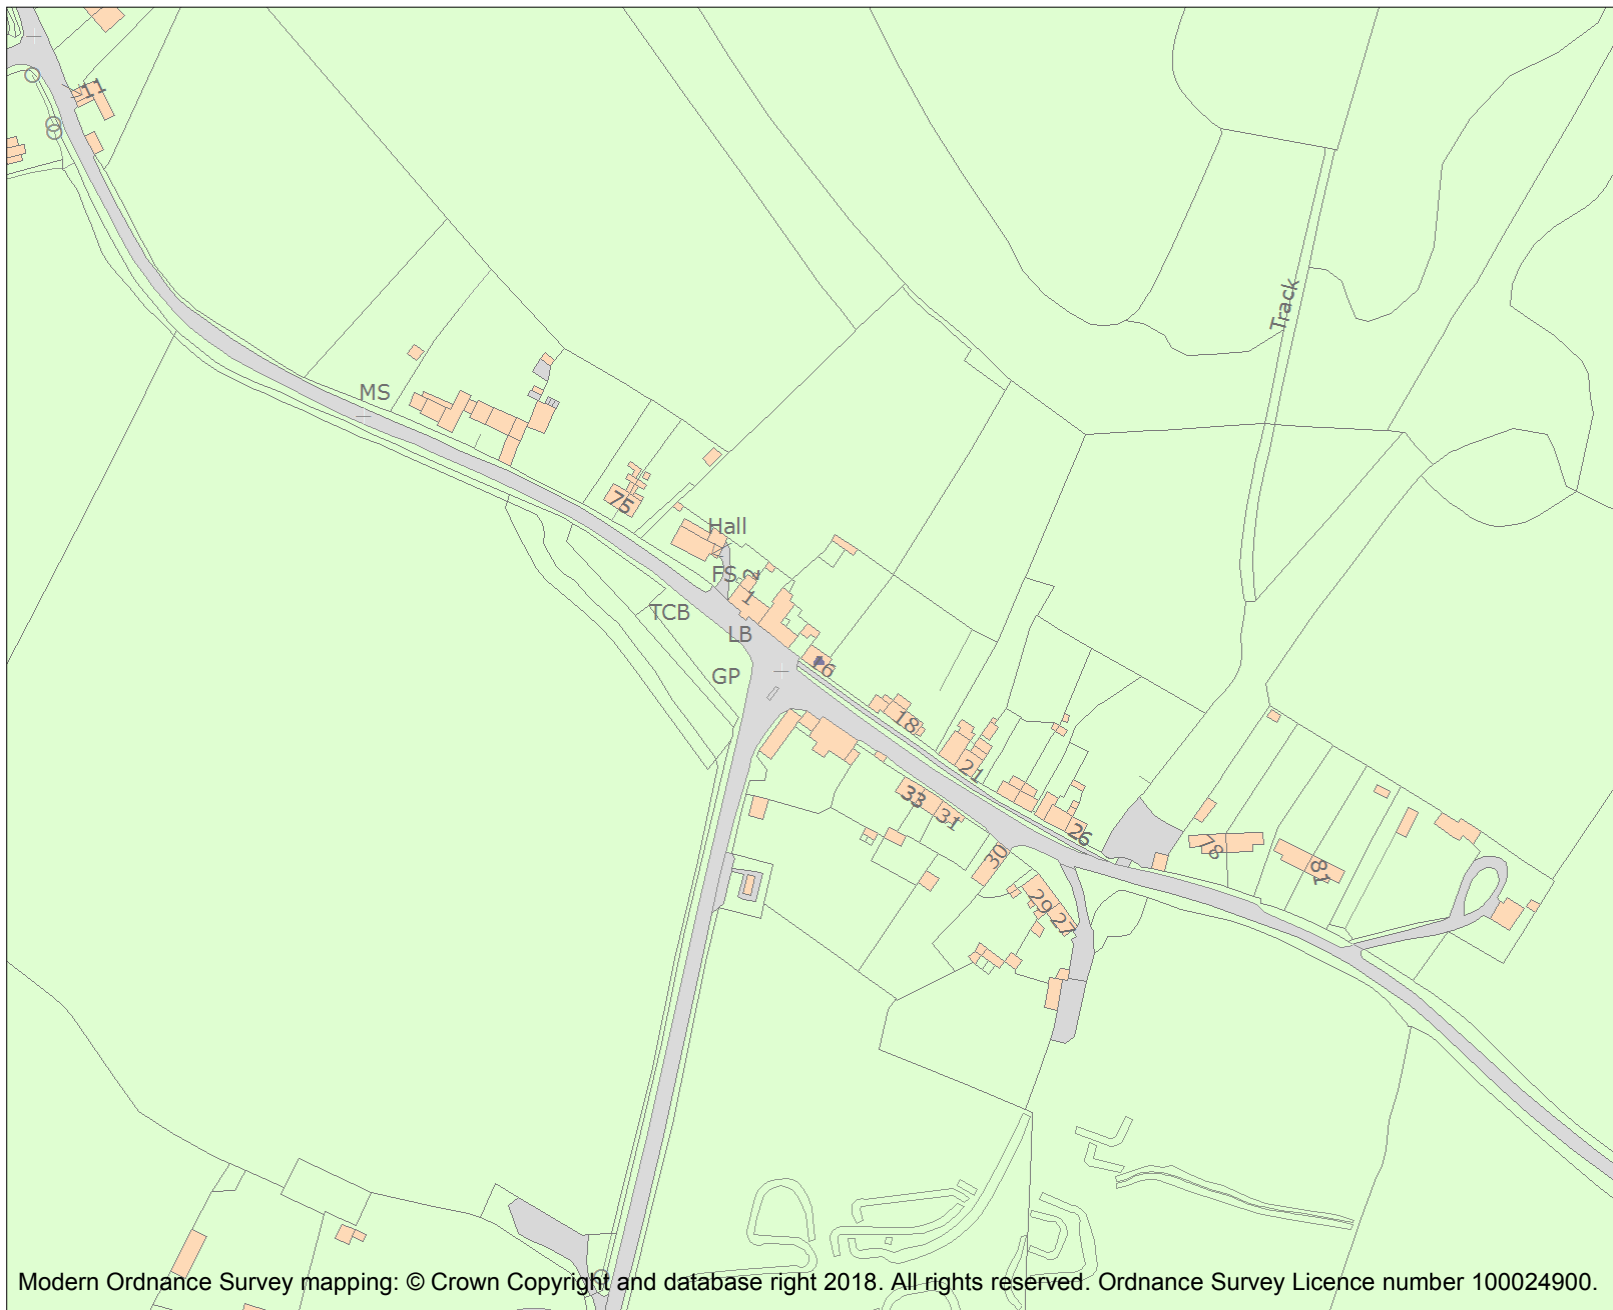 11
Track
MS
75
Hall
FS
2
1
TCB
LB
GP
16
18
21
33
31
26
78
81
30
29
27
Modern Ordnance Survey mapping: © Crown Copyright and database right 2018. All rights reserved. Ordnance Survey Licence number 100024900.